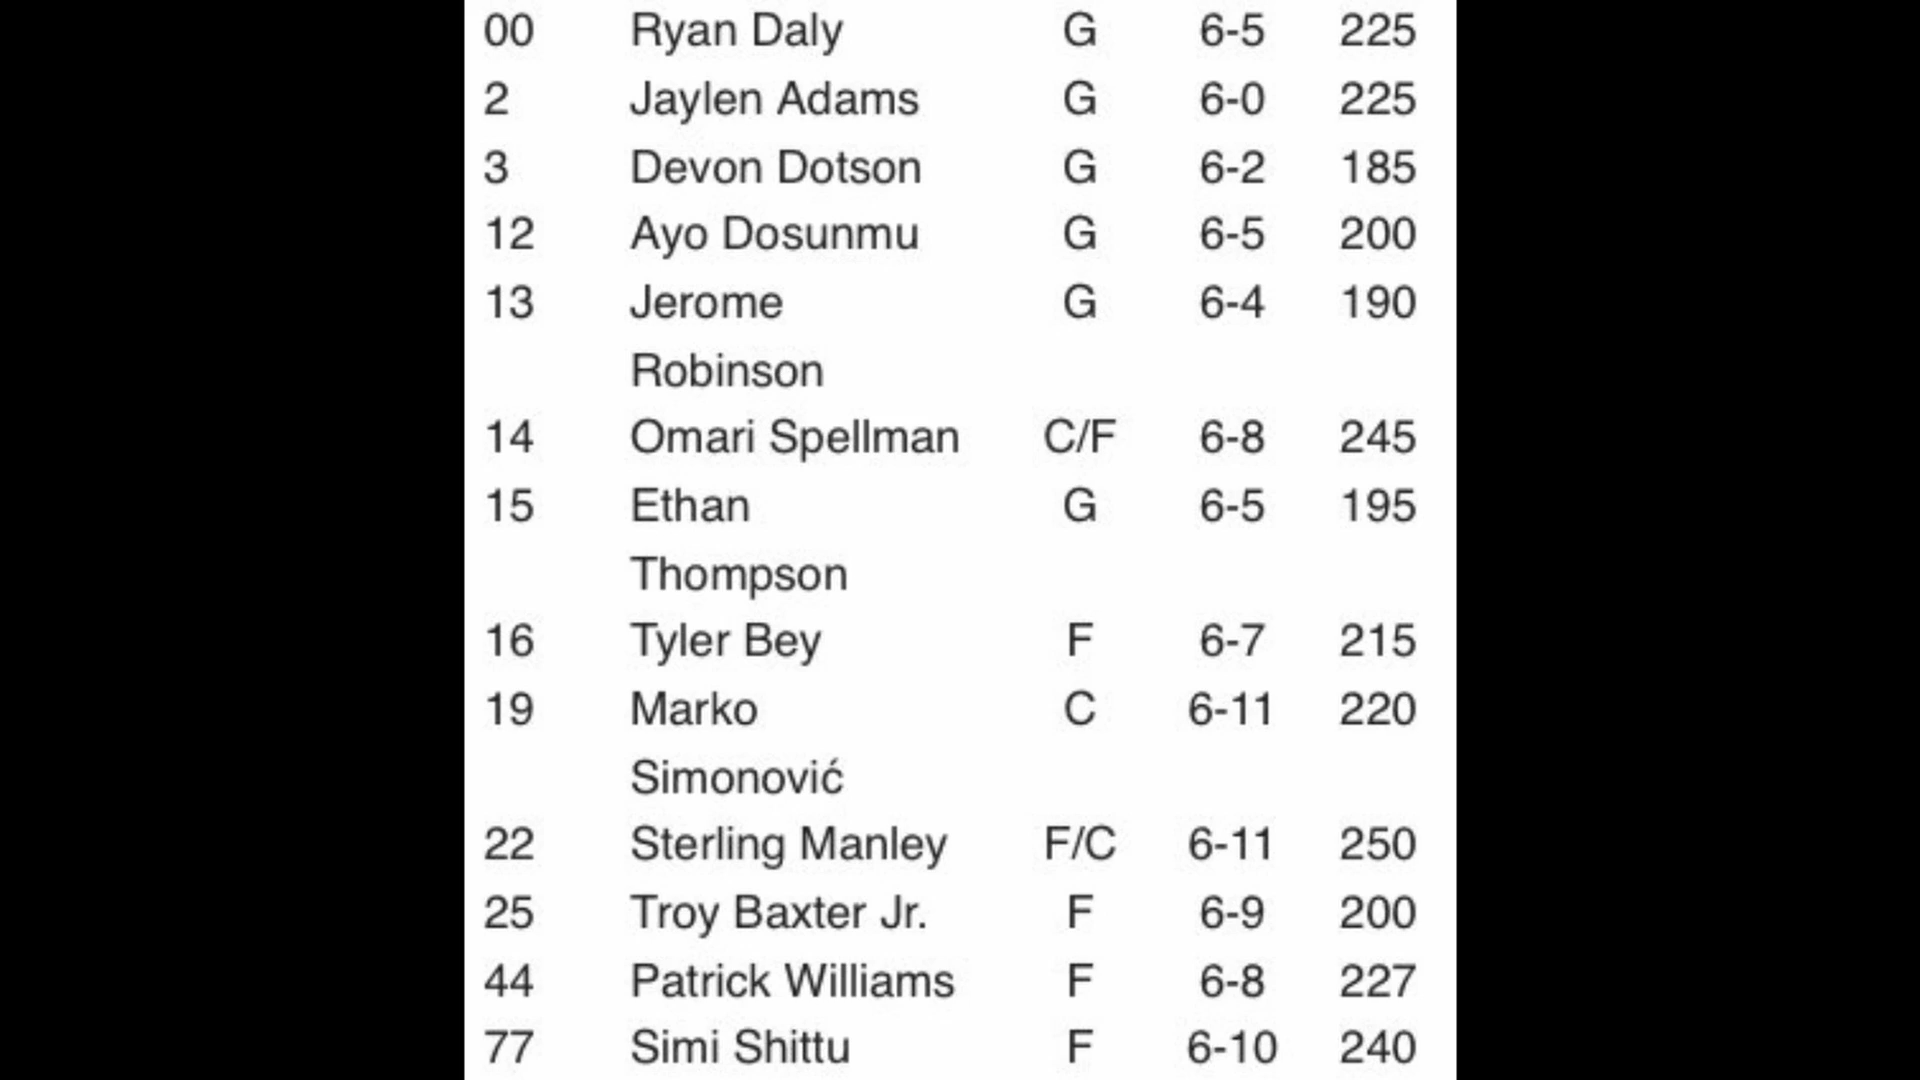 00 Ryan Daly G 6-5 225
2 Jaylen Adams G 6-0 225
3 Devon Dotson G 6-2 185
12 Ayo Dosunmu G 6-5 200
13 Jerome G 6-4 190
Robinson
14 Omari Spellman C/F 6-8 245
15 Ethan G 6-5 195
Thompson
16 Tyler Bey F 6-7 215
19 Marko C 6-11 220
Simonović
22 Sterling Manley F/C 6-11 250
25 Troy Baxter Jr. F 6-9 200
44 Patrick Williams F 6-8 227
77 Simi Shittu F 6-10 240